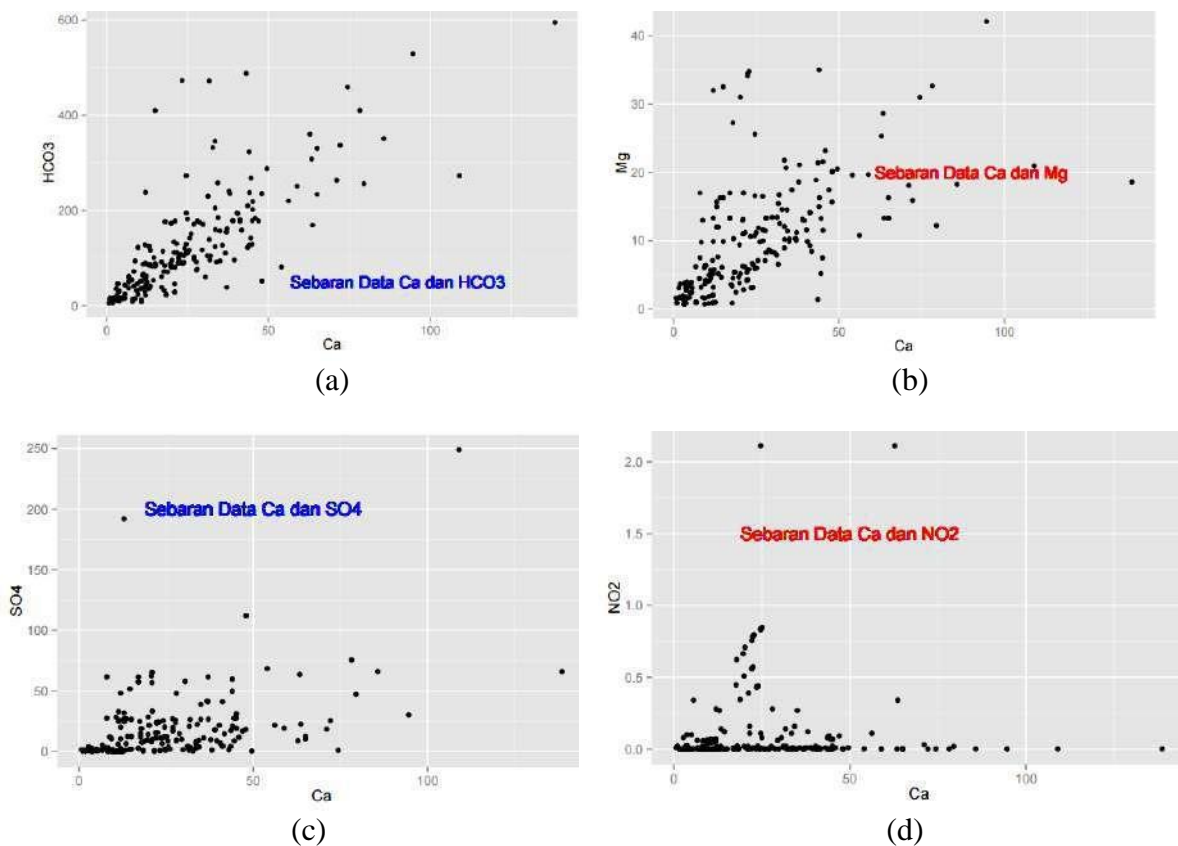 600
400
200
0
HCO3
Sebaran Data Ca dan HCO3
0 50 100
Ca
(a)
40
30
20
10
0
Mg
Sebaran Data Ca dan Mg
0 50 100
Ca
(b)
250
200
150
100
50
0
SO4
Sebaran Data Ca dan SO4
0 50 100
Ca
(c)
2.0
1.5
1.0
0.5
0.0
NO2
Sebaran Data Ca dan NO2
0 50 100
Ca
(d)